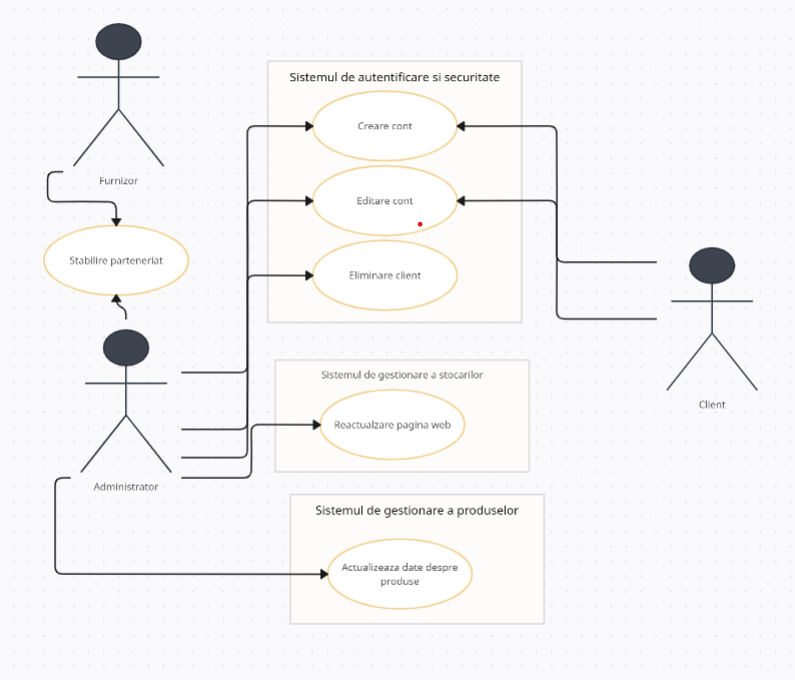 Sistemul de autentificare si securitate
Creare cont
Furnizor
Editare cont
Stabilire parteneriat
Eliminare client
Sistemul de gestionare a stocarilor
Client
Reactualzare pagina web
Administrator
Sistemul de gestionare a produselor
Actualizeaza date despre
produse